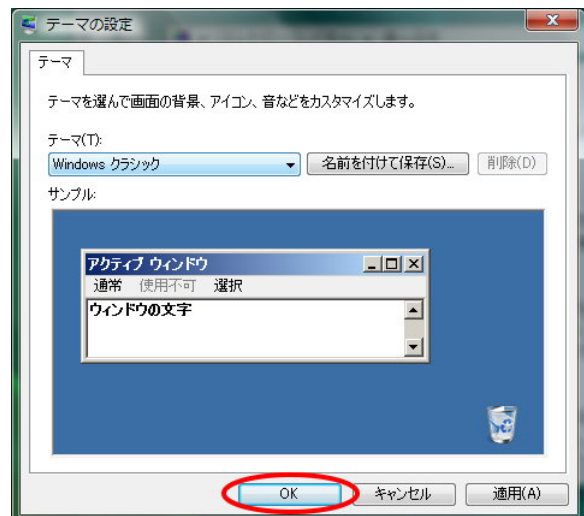 テーマの設定
テーマ
テーマを選んで画面の背景、アイコン、音などをカスタマイズします。
テーマ(T):
Windows クラシック 名前を付けて保存(S)... 削除(D)
サンプル:
アクティブ ウィンドウ
通常 使用不可 選択
ウィンドウの文字
OK キャンセル 適用(A)